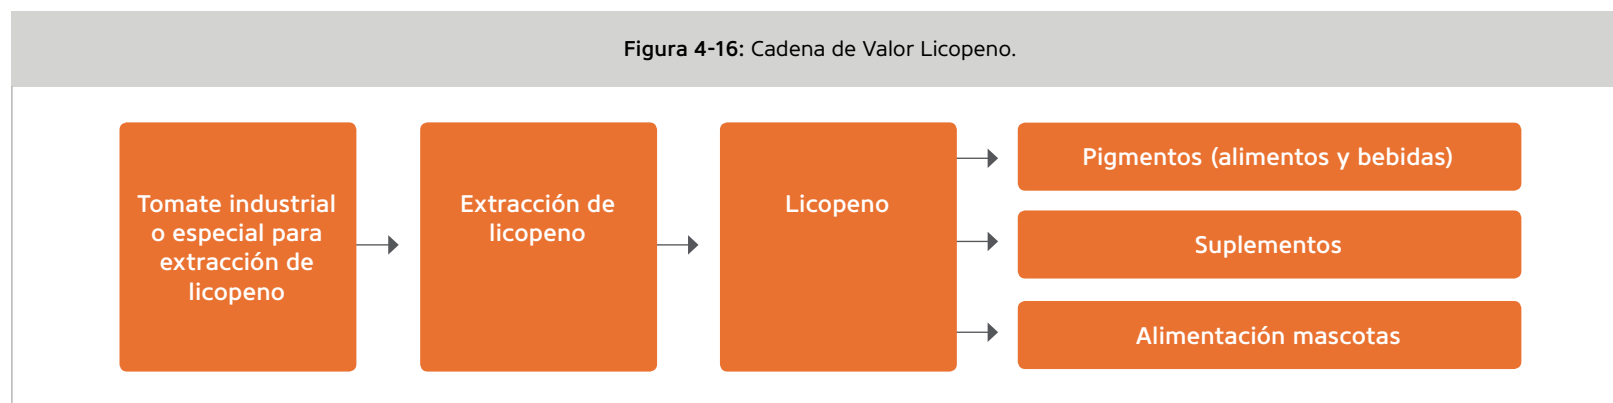 Figura 4-16: Cadena de Valor Licopeno.
Tomate industrial
o especial para
extracción de
licopeno
Extracción de
licopeno
Licopeno
Pigmentos (alimentos y bebidas)
Suplementos
Alimentación mascotas